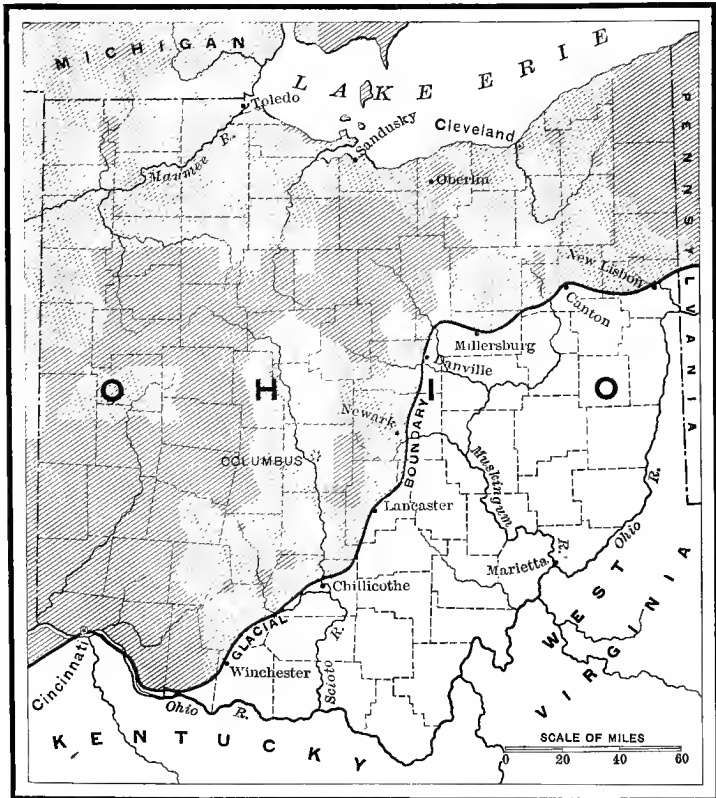 MICHIGAN
LAKE ERIE
Toledo
Maumee R.
Sandusky
Cleveland
Oberlin
PENNSYLVANIA
New Lisbon
Canton
Millersburg
Danville
OHIO
Newark
BOUNDARY
COLUMBUS
Muskingum R.
Lancaster
Ohio R.
Marietta
Chillicothe
GLACIAL
WEST VIRGINIA
Winchester
Scioto R.
Cincinnati
Ohio R.
KENTUCKY
SCALE OF MILES
0 20 40 60